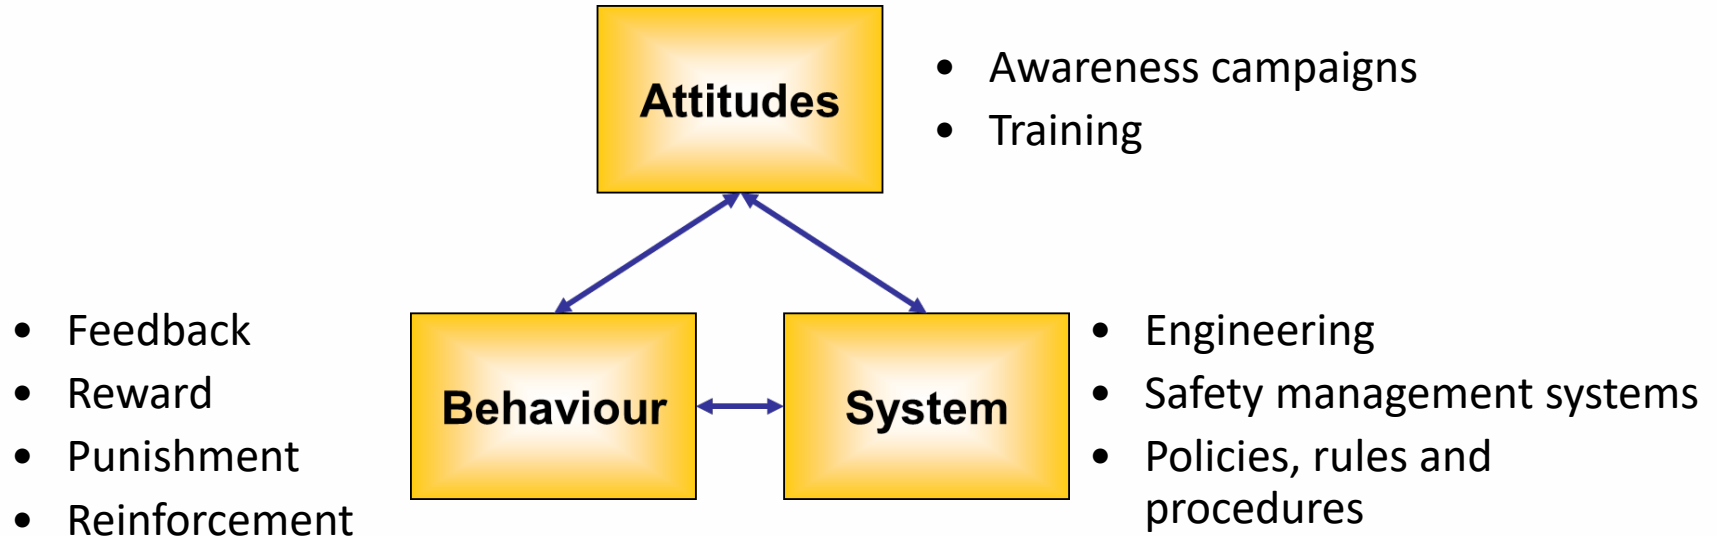 Attitudes
• Awareness campaigns
• Training
• Feedback
• Reward
• Punishment
• Reinforcement
Behaviour
System
• Engineering
• Safety management systems
• Policies, rules and
procedures